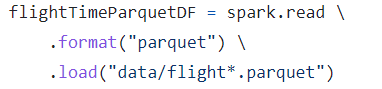 flightTimeParquetDF = spark.read \
    .format("parquet") \
    .load("data/flight*.parquet")